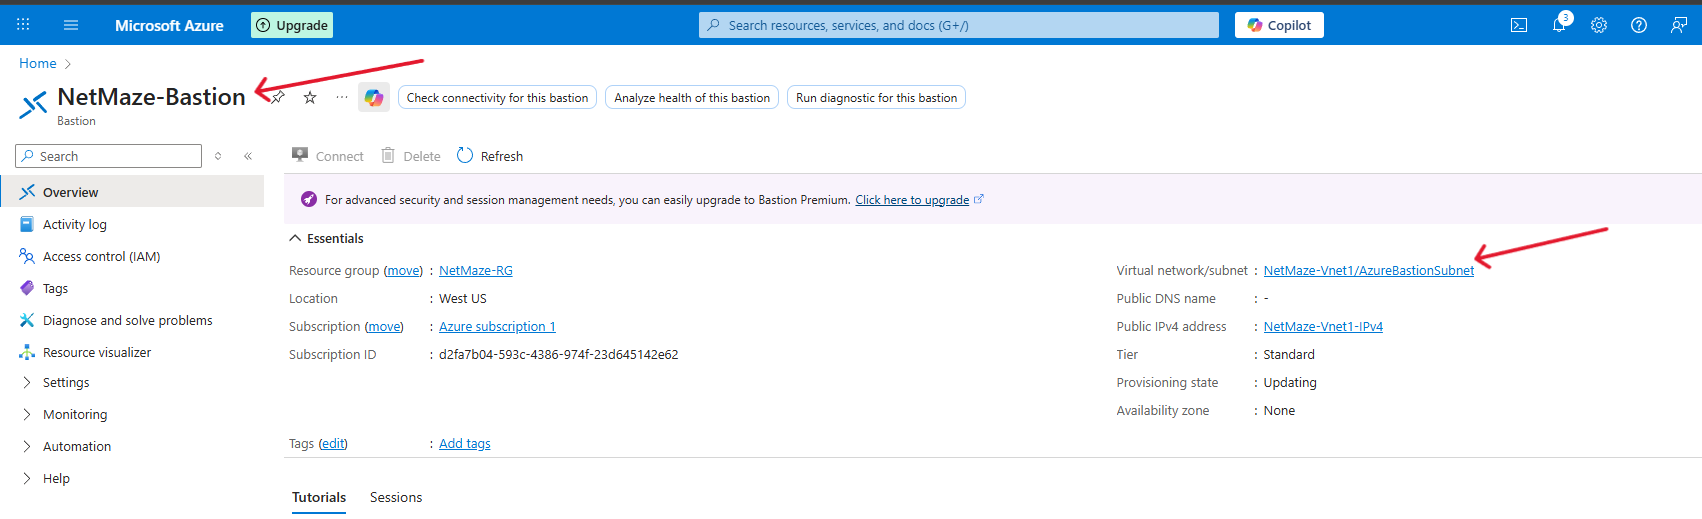 Microsoft Azure
Upgrade
Search resources, services, and docs (G+/)
Copilot
3
Home
NetMaze-Bastion
Bastion
Check connectivity for this bastion
Analyze health of this bastion
Run diagnostic for this bastion
Search
Connect
Delete
Refresh
Overview
Activity log
Access control (IAM)
Tags
Diagnose and solve problems
Resource visualizer
Settings
Monitoring
Automation
Help
For advanced security and session management needs, you can easily upgrade to Bastion Premium. Click here to upgrade
Essentials
Resource group (move) : NetMaze-RG
Location : West US
Subscription (move) : Azure subscription 1
Subscription ID : d2fa7b04-593c-4386-974f-23d645142e62
Virtual network/subnet : NetMaze-Vnet1/AzureBastionSubnet
Public DNS name : -
Public IPv4 address : NetMaze-Vnet1-IPv4
Tier : Standard
Provisioning state : Updating
Availability zone : None
Tags (edit) : Add tags
Tutorials Sessions